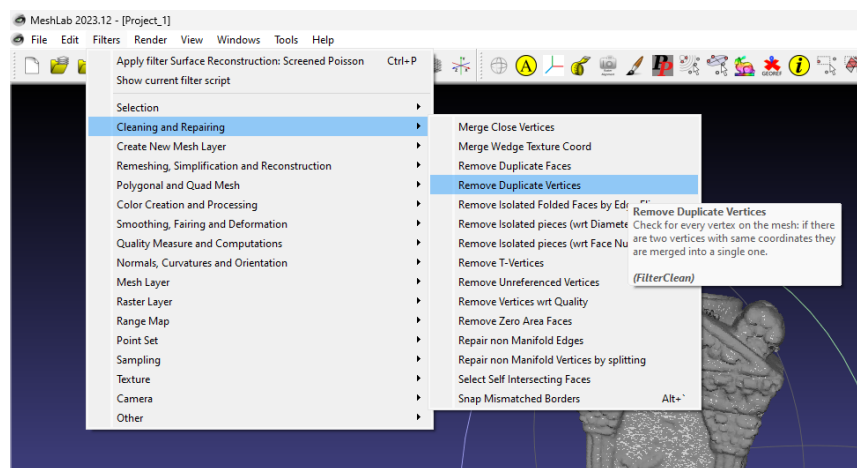 MeshLab 2023.12 - [Project_1]
File Edit Filters Render View Windows Tools Help
Apply filter Surface Reconstruction: Screened Poisson Ctrl+P
Show current filter script
Selection
Cleaning and Repairing
Create New Mesh Layer
Remeshing, Simplification and Reconstruction
Polygonal and Quad Mesh
Color Creation and Processing
Smoothing, Fairing and Deformation
Quality Measure and Computations
Normals, Curvatures and Orientation
Mesh Layer
Raster Layer
Range Map
Point Set
Sampling
Texture
Camera
Other
Merge Close Vertices
Merge Wedge Texture Coord
Remove Duplicate Faces
Remove Duplicate Vertices
Remove Isolated Folded Faces by
Remove Isolated pieces (wrt
Remove Isolated pieces (wrt Face
Remove T-Vertices
Remove Unreferenced Vertices
Remove Vertices wrt Quality
Remove Zero Area Faces
Repair non Manifold Edges
Repair non Manifold Vertices by splitting
Select Self Intersecting Faces
Snap Mismatched Borders Alt+`
Remove Duplicate Vertices
Check for every vertex on the mesh: if there
are two vertices with same coordinates they
are merged into a single one.
(FilterClean)
A
Pp
GEOREF
i